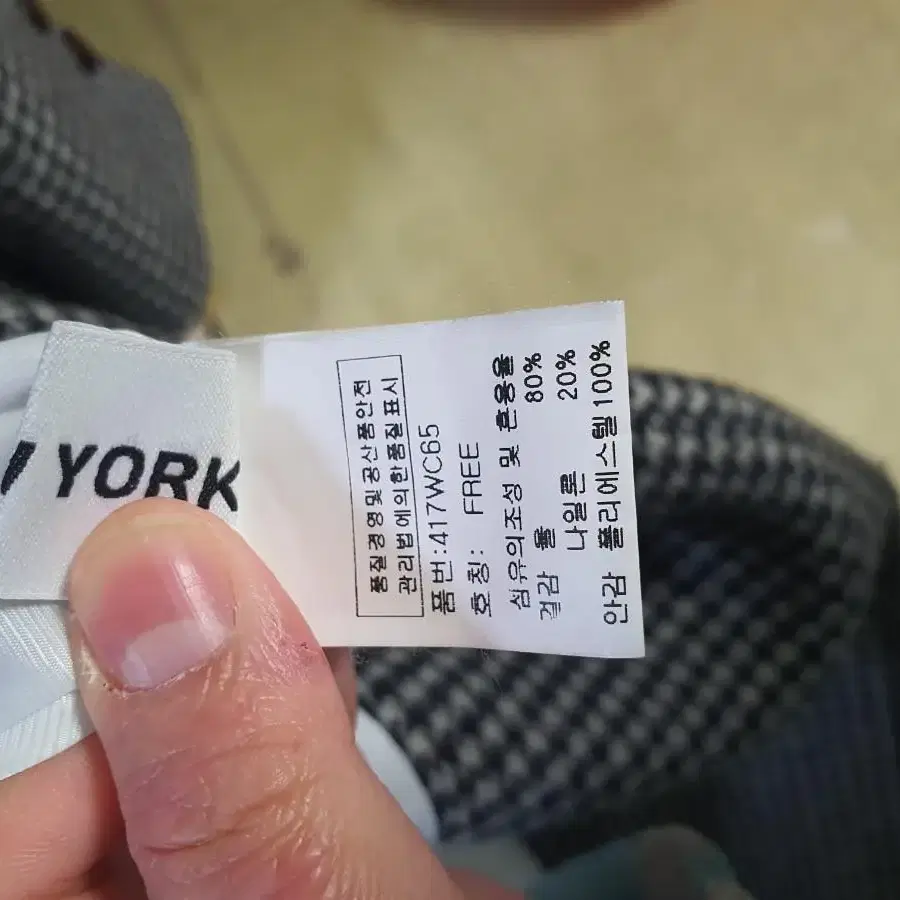 YORK
품질경영및공산품안전
관리법에의한품질표시
품번:417WC65
호칭: FREE
섬유의조성 및 혼용율
겉감 울 80%
나일론 20%
안감 폴리에스텔100%